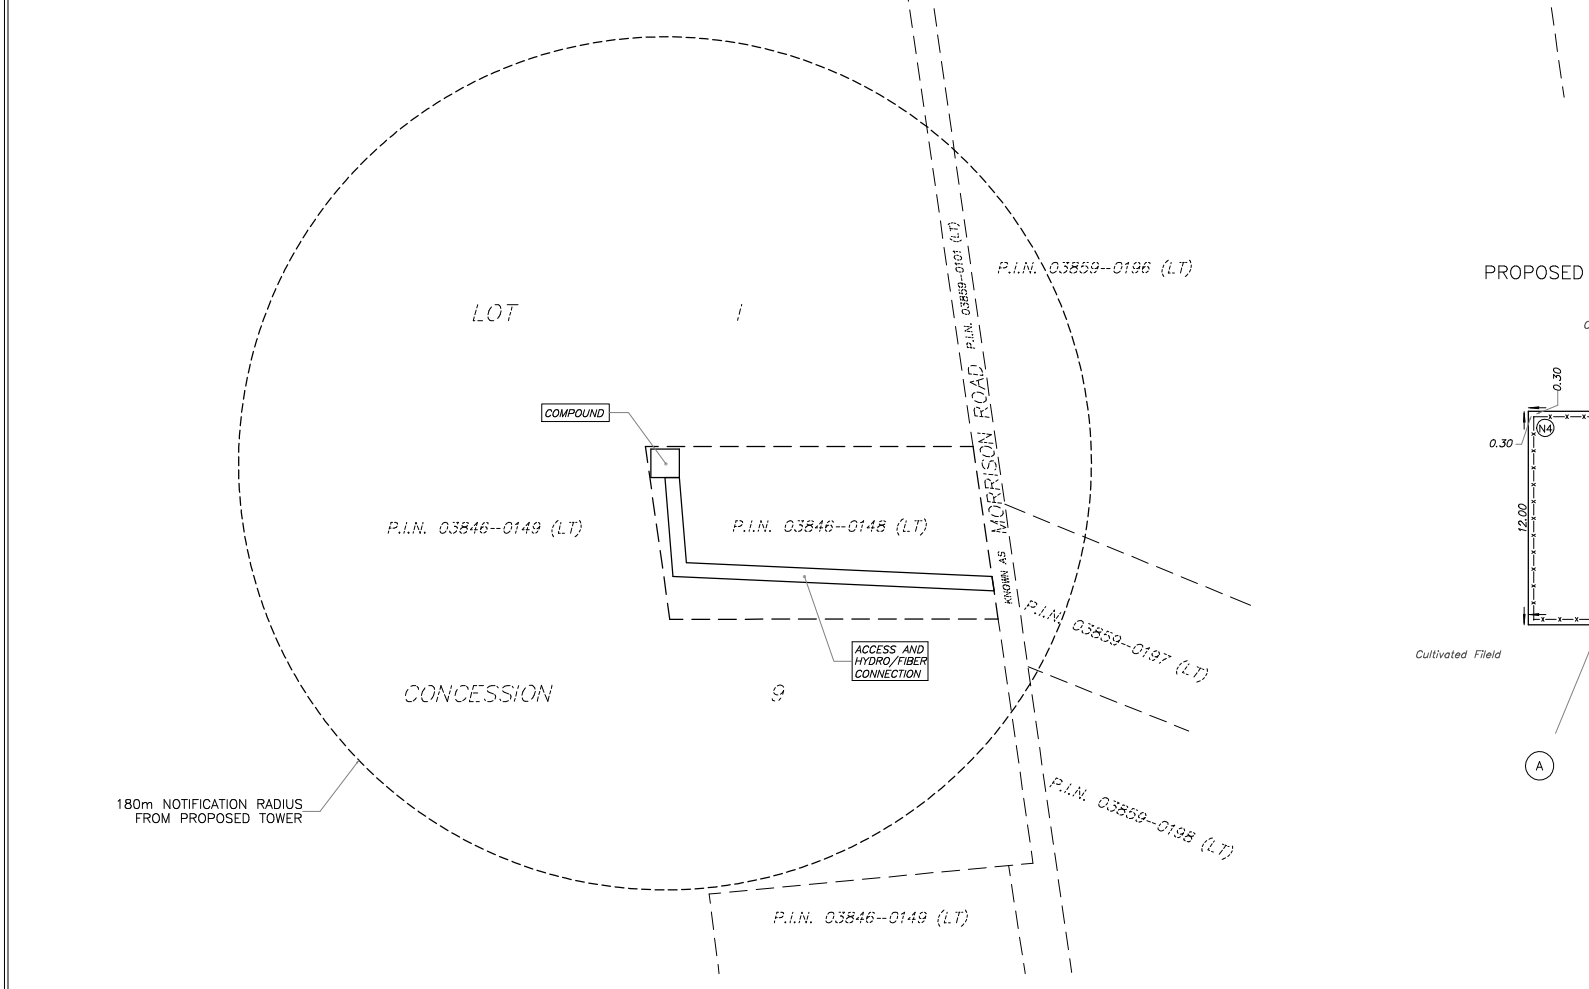 P.I.N. 03859-0101 (LT)
P.I.N. 03859-0196 (LT)
PROPOSED
LOT 1
0.30
COMPOUND
N4
0.30
MORRISON ROAD
P.I.N. 03846-0149 (LT)
P.I.N. 03846-0148 (LT)
12.00
KNOWN AS
P.I.N. 03859-0197 (LT)
ACCESS AND
HYDRO/FIBER
CONNECTION
Cultivated Fileld
CONCESSION 9
A
180m NOTIFICATION RADIUS
FROM PROPOSED TOWER
P.I.N. 03859-0198 (LT)
P.I.N. 03846-0149 (LT)